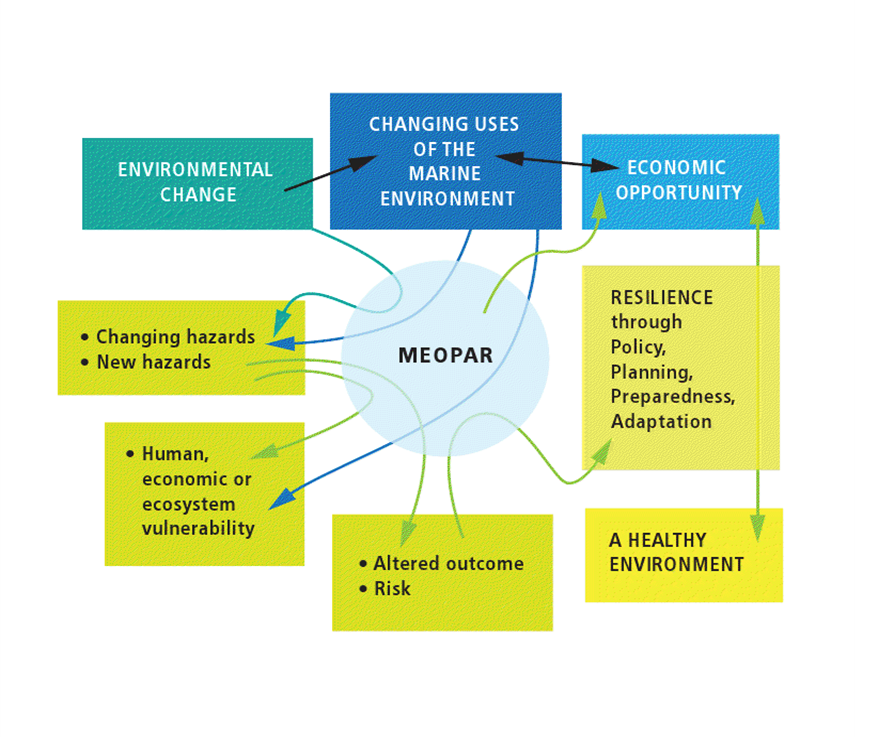 ENVIRONMENTAL
CHANGE
CHANGING USES
OF THE
MARINE
ENVIRONMENT
ECONOMIC
OPPORTUNITY
• Changing hazards
• New hazards
MEOPAR
RESILIENCE
through
Policy,
Planning,
Preparedness,
Adaptation
• Human,
economic or
ecosystem
vulnerability
• Altered outcome
• Risk
A HEALTHY
ENVIRONMENT